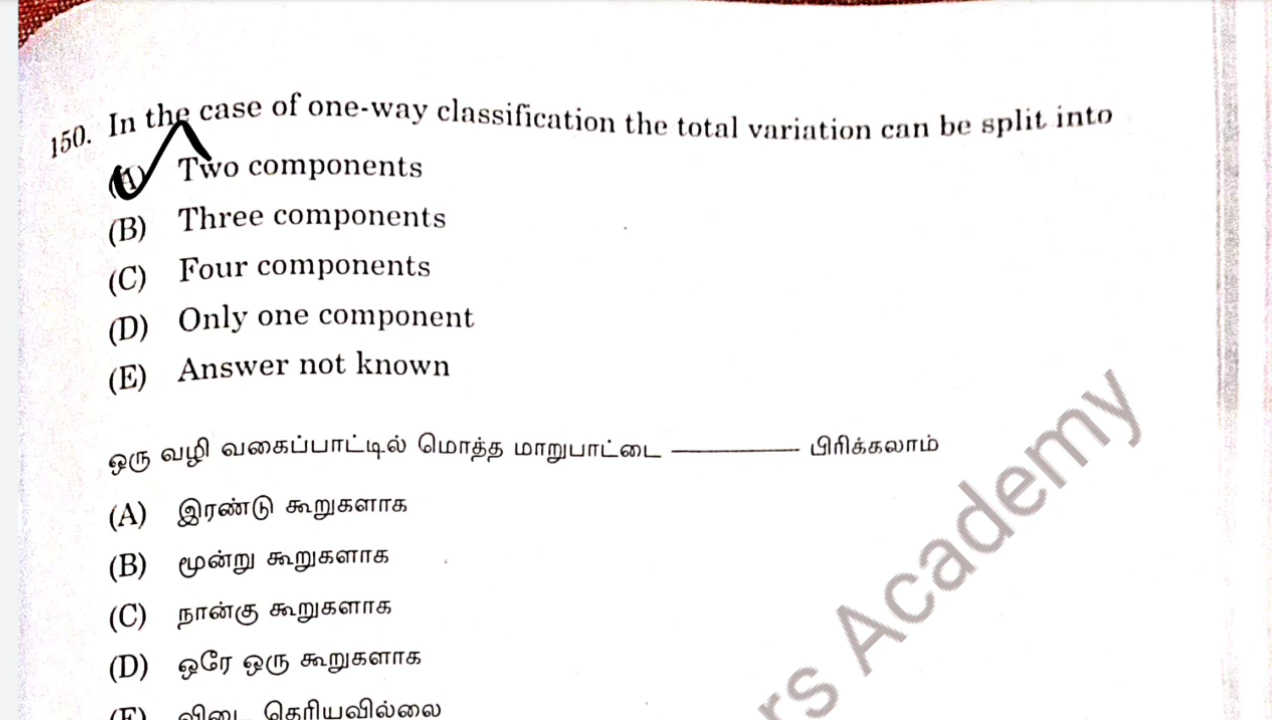 150. In the case of one-way classification the total variation can be split into
(A) Two components
(B) Three components
(C) Four components
(D) Only one component
(E) Answer not known
ஒரு வழி வகைப்பாட்டில் மொத்த மாறுபாட்டை ________ பிரிக்கலாம்
(A) இரண்டு கூறுகளாக
(B) மூன்று கூறுகளாக
(C) நான்கு கூறுகளாக
(D) ஒரே ஒரு கூறுகளாக
(E) விடை தெரியவில்லை
rs Academy